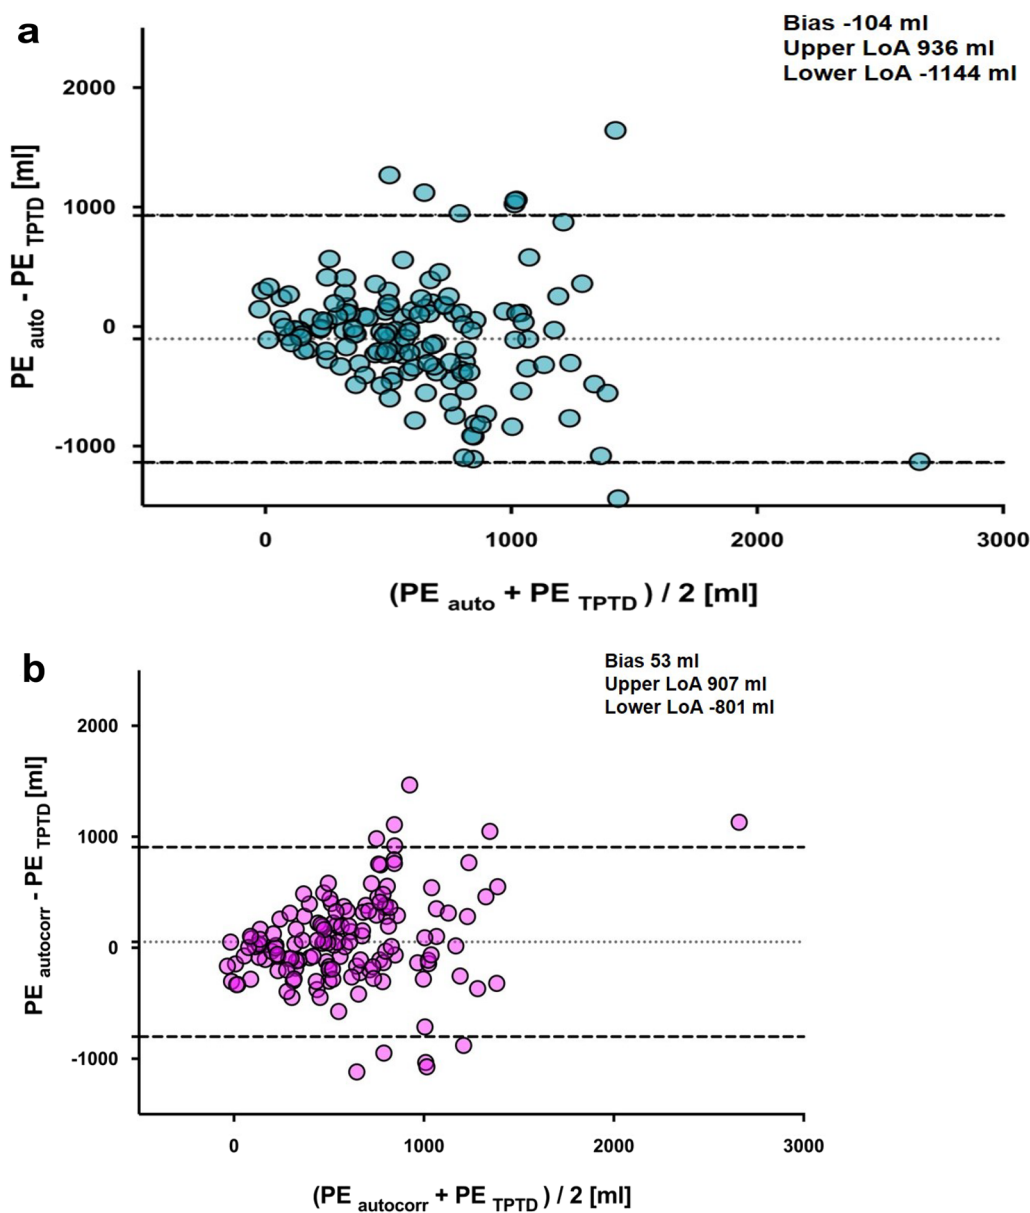 a
Bias -104 ml
Upper LoA 936 ml
Lower LoA -1144 ml
PE auto - PE TPTD [ml]
2000
1000
0
-1000
0 1000 2000 3000
(PE auto + PE TPTD ) / 2 [ml]
b
Bias 53 ml
Upper LoA 907 ml
Lower LoA -801 ml
PE autocorr - PE TPTD [ml]
2000
1000
0
-1000
0 1000 2000 3000
(PE autocorr + PE TPTD ) / 2 [ml]